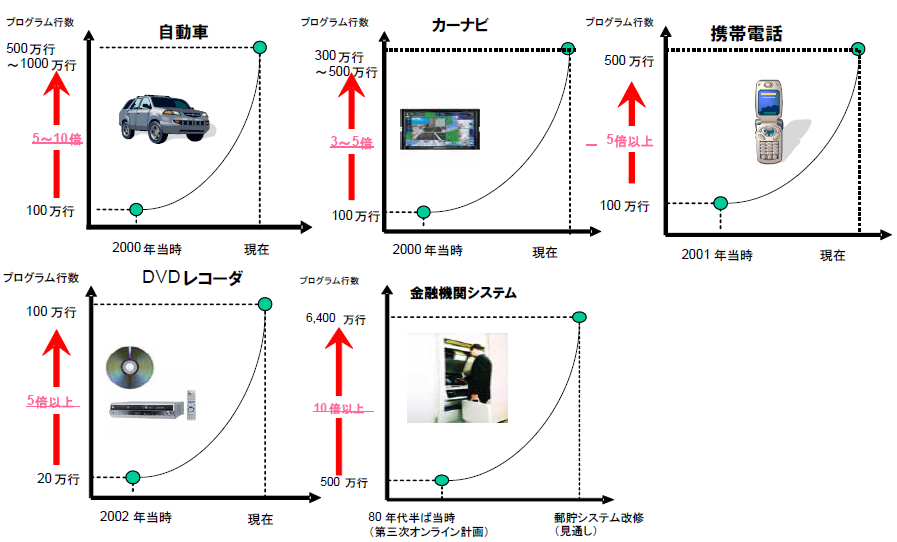 プログラム行数
自動車
500万行
～1000万行
5～10倍
100万行
2000年当時
現在
プログラム行数
カーナビ
300万行
～500万行
3～5倍
100万行
2000年当時
現在
プログラム行数
携帯電話
500万行
5倍以上
100万行
2001年当時
現在
プログラム行数
DVDレコーダ
100万行
5倍以上
20万行
2002年当時
現在
プログラム行数
金融機関システム
6,400 万行
10倍以上
500 万行
80年代半ば当時
（第三次オンライン計画）
郵貯システム改修
（見通し）